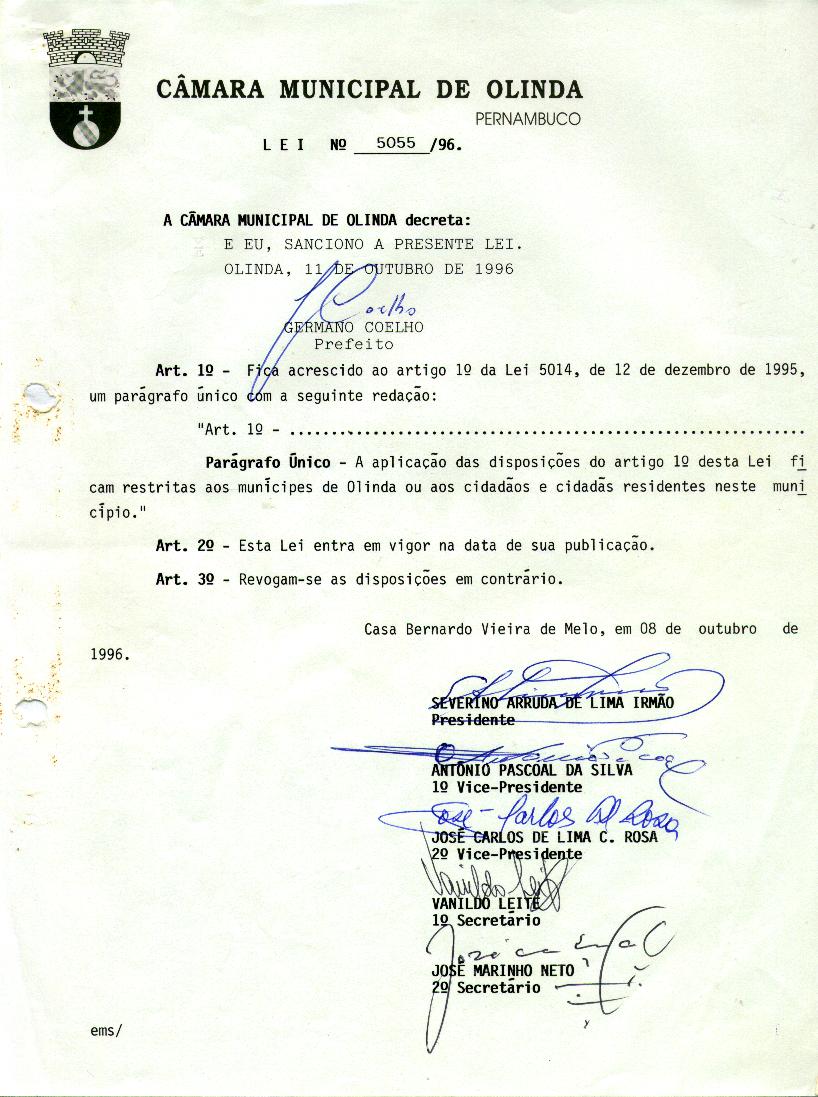 CÂMARA MUNICIPAL DE OLINDA
PERNAMBUCO
L E I Nº 5055 /96.
A CÂMARA MUNICIPAL DE OLINDA decreta:
E EU, SANCIONO A PRESENTE LEI.
OLINDA, 11 DE OUTUBRO DE 1996
Coelho
GERMANO COELHO
Prefeito
Art. 1º - Fica acrescido ao artigo 1º da Lei 5014, de 12 de dezembro de 1995,
um parágrafo único com a seguinte redação:
"Art. 1º - ..............................................................
Parágrafo Único - A aplicação das disposições do artigo 1º desta Lei fi
cam restritas aos munícipes de Olinda ou aos cidadãos e cidadãs residentes neste muni
cípio."
Art. 2º - Esta Lei entra em vigor na data de sua publicação.
Art. 3º - Revogam-se as disposições em contrário.
Casa Bernardo Vieira de Melo, em 08 de outubro de
1996.
SEVERINO ARRUDA DE LIMA IRMÃO
Presidente
ANTÔNIO PASCOAL DA SILVA
1º Vice-Presidente
José Carlos
JOSÉ CARLOS DE LIMA C. ROSA
2º Vice-Presidente
Vanildo Leite
VANILDO LEITE
1º Secretário
JOSÉ MARINHO NETO
2º Secretário
ems/